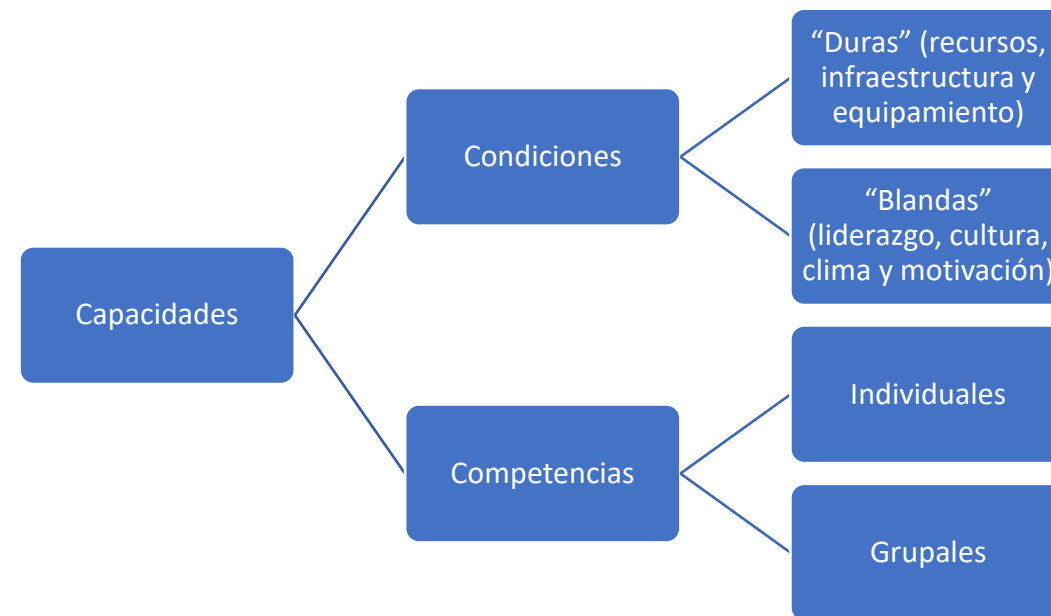 Capacidades
Condiciones
“Duras” (recursos,
infraestructura y
equipamiento)
“Blandas”
(liderazgo, cultura,
clima y motivación)
Competencias
Individuales
Grupales